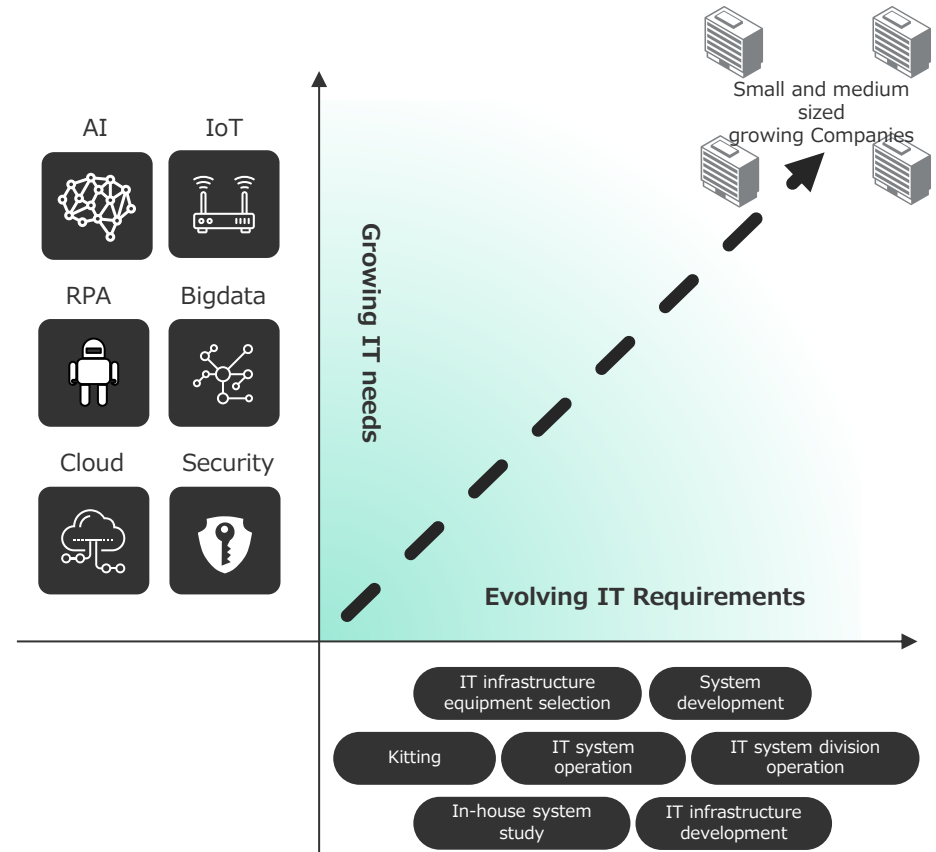 Small and medium
sized
growing Companies
AI
IoT
RPA
Bigdata
Cloud
Security
Growing IT needs
Evolving IT Requirements
IT infrastructure
equipment selection
System
development
Kitting
IT system
operation
IT system division
operation
In-house system
study
IT infrastructure
development